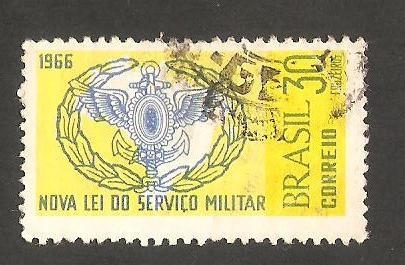 1966
NOVA LEI DO SERVIÇO MILITAR
BRASIL 30
CORREIO